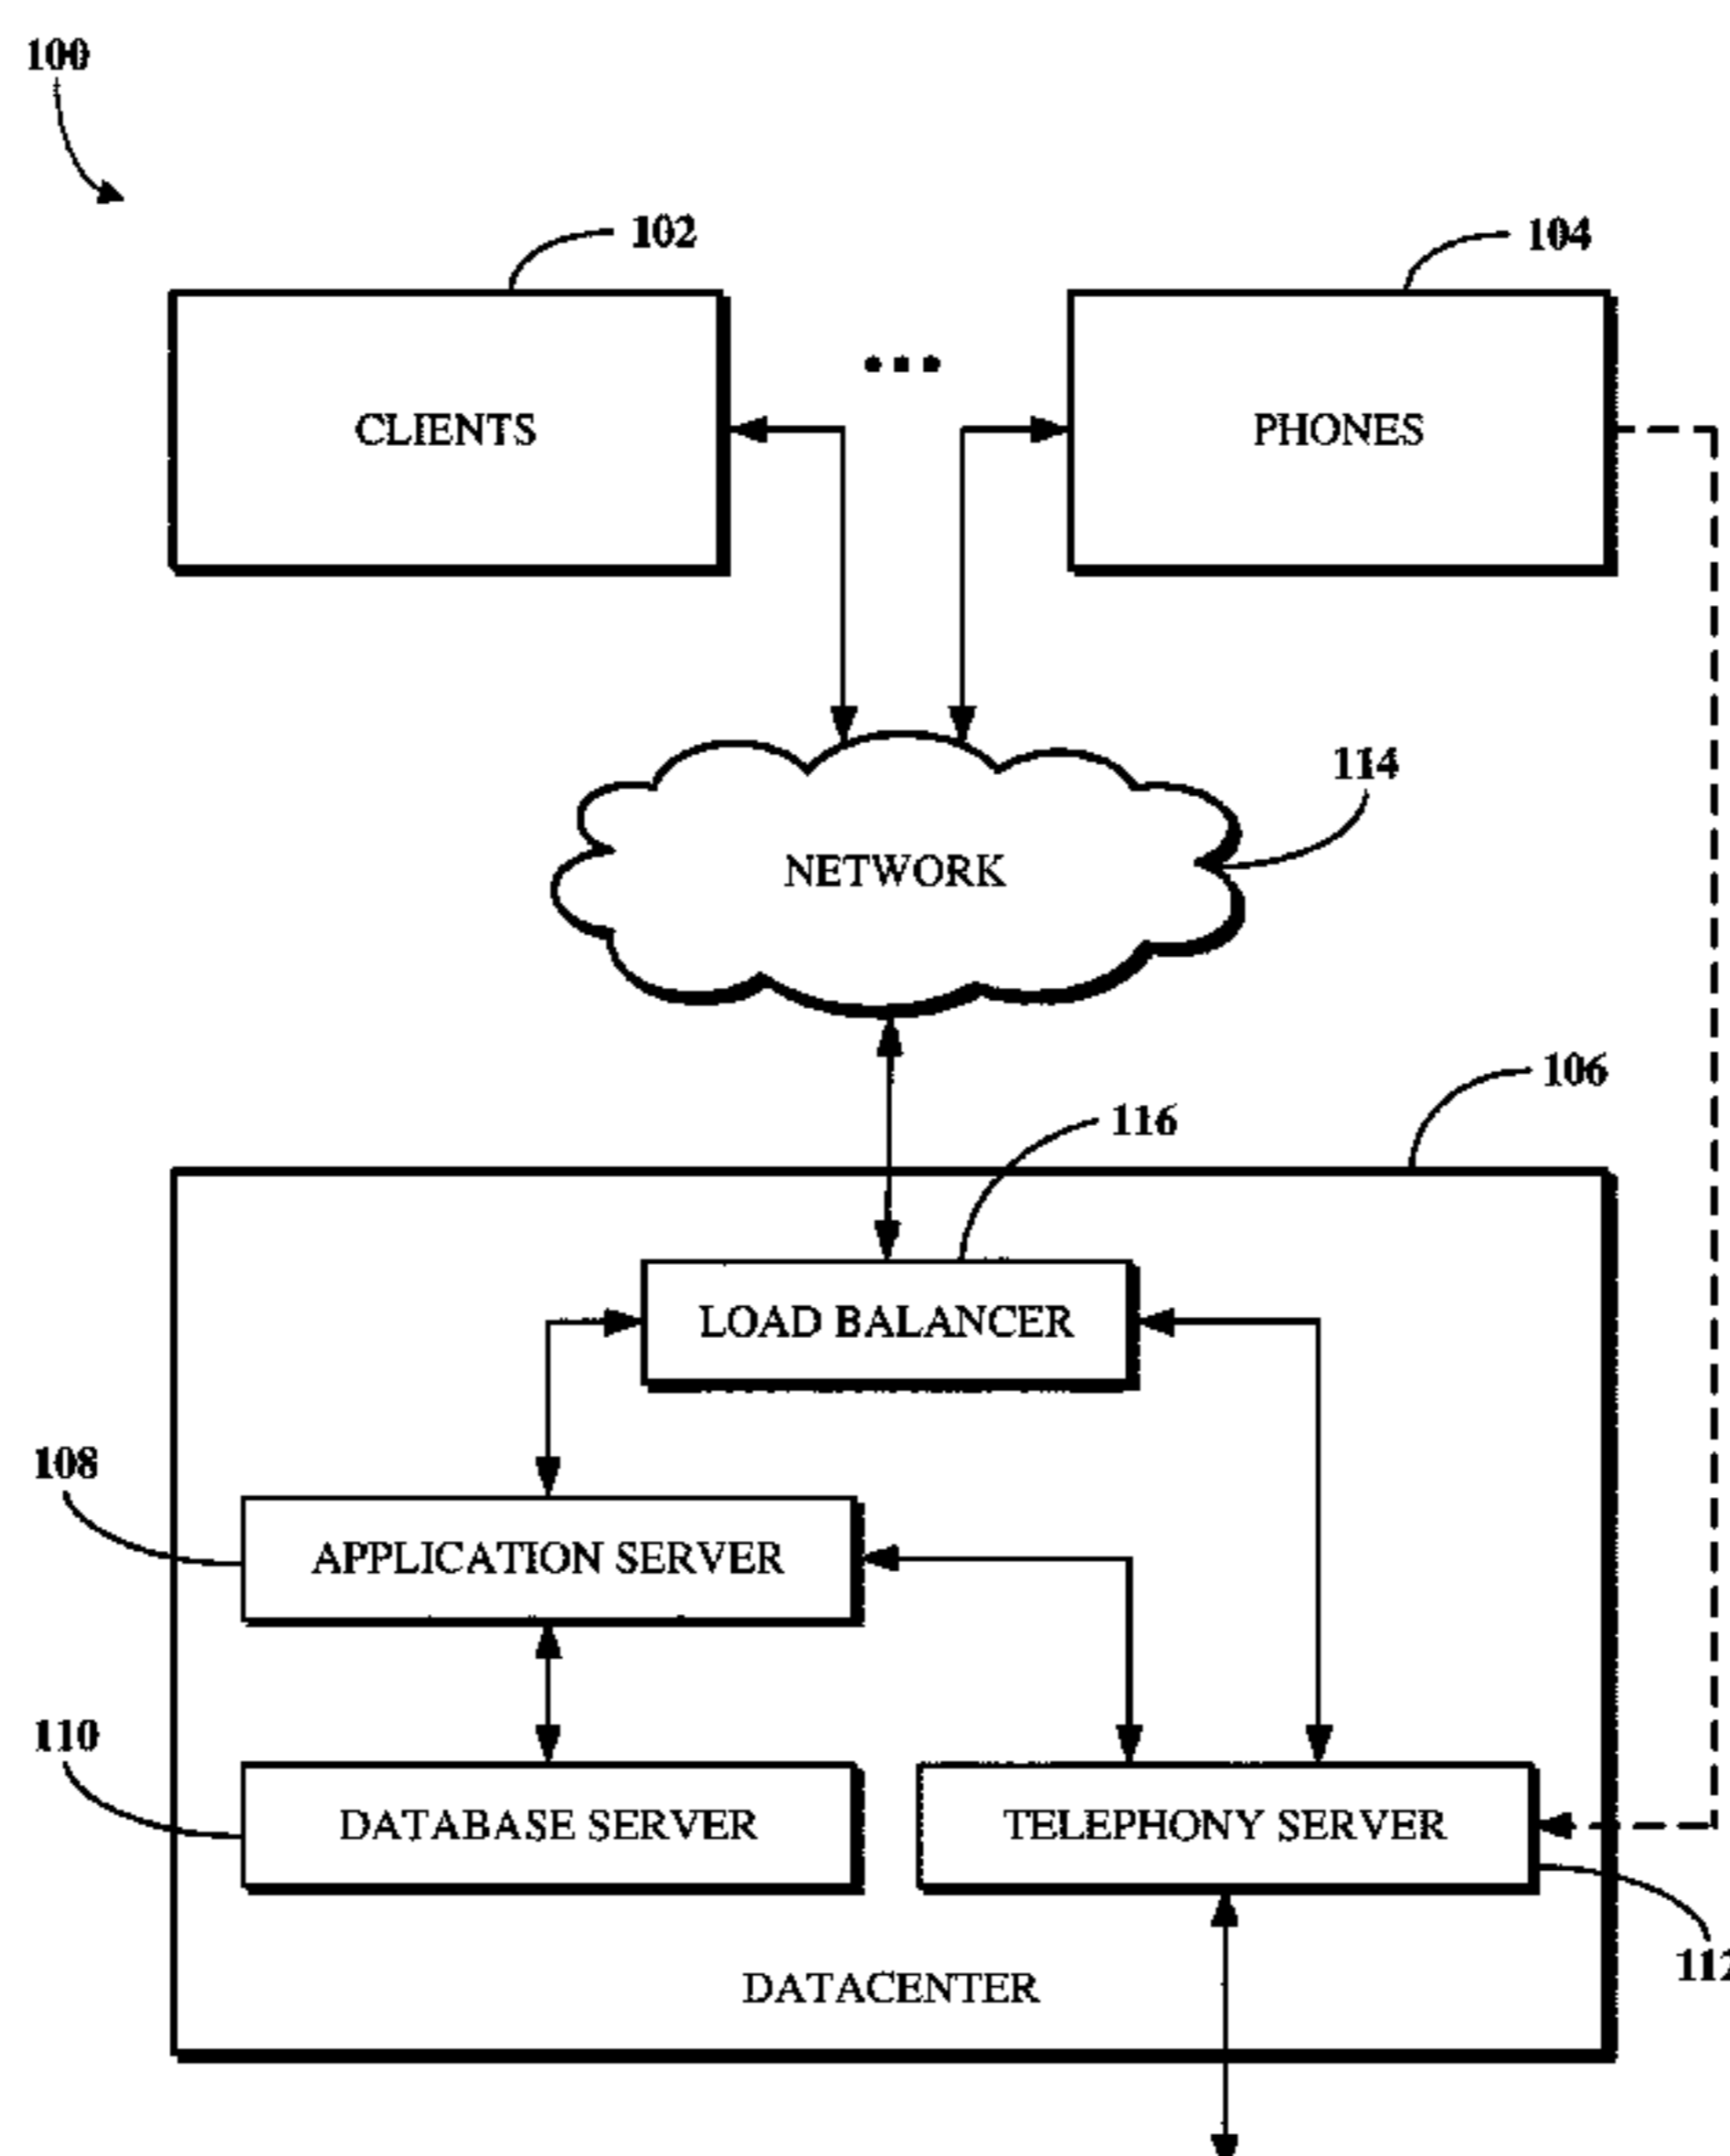 100
102
104
CLIENTS
PHONES
114
NETWORK
106
116
LOAD BALANCER
108
APPLICATION SERVER
110
DATABASE SERVER
TELEPHONY SERVER
112
DATACENTER